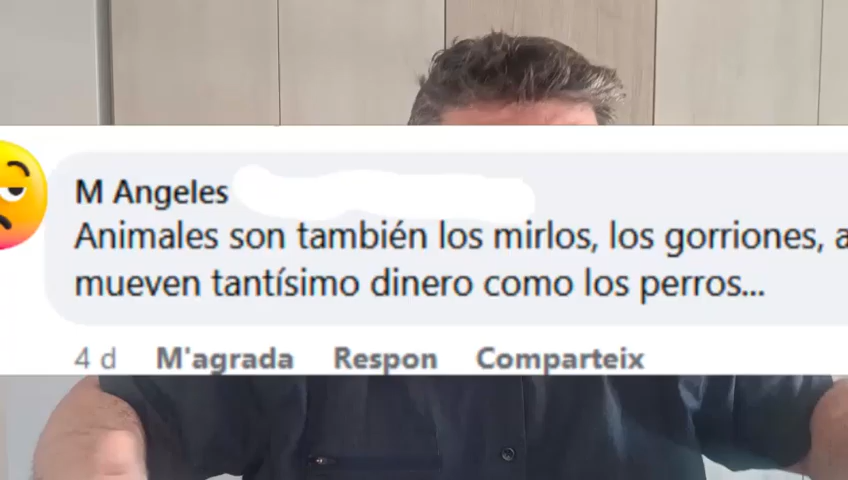 M Angeles
Animales son también los mirlos, los gorriones,
mueven tantísimo dinero como los perros...
4 d M'agrada Respon Comparteix